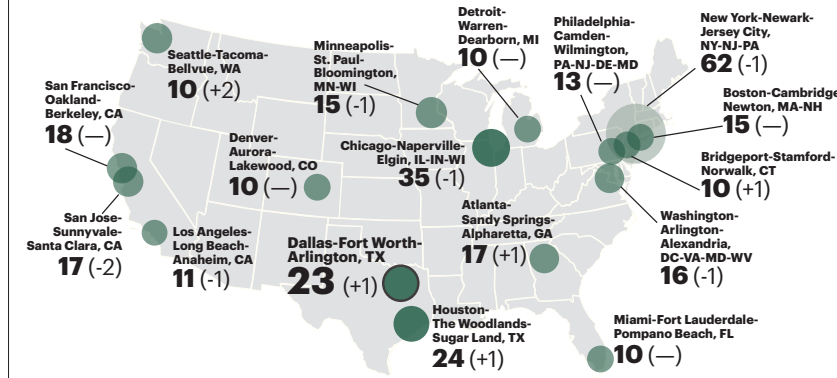 Seattle-Tacoma-
Bellvue, WA
10 (+2)
San Francisco-
Oakland-
Berkeley, CA
18 (—)
San Jose-
Sunnyvale-
Santa Clara, CA
17 (-2)
Los Angeles-
Long Beach-
Anaheim, CA
11 (-1)
Denver-
Aurora-
Lakewood, CO
10 (—)
Minneapolis-
St. Paul-
Bloomington,
MN-WI
15 (-1)
Chicago-Naperville-
Elgin, IL-IN-WI
35 (-1)
Dallas-Fort Worth-
Arlington, TX
23 (+1)
Houston-
The Woodlands-
Sugar Land, TX
24 (+1)
Detroit-
Warren-
Dearborn, MI
10 (—)
Philadelphia-
Camden-
Wilmington,
PA-NJ-DE-MD
13 (—)
New York-Newark-
Jersey City,
NY-NJ-PA
62 (-1)
Boston-Cambridge
Newton, MA-NH
15 (—)
Bridgeport-Stamford-
Norwalk, CT
10 (+1)
Washington-
Arlington-
Alexandria,
DC-VA-MD-WV
16 (-1)
Atlanta-
Sandy Springs-
Alpharetta, GA
17 (+1)
Miami-Fort Lauderdale-
Pompano Beach, FL
10 (—)